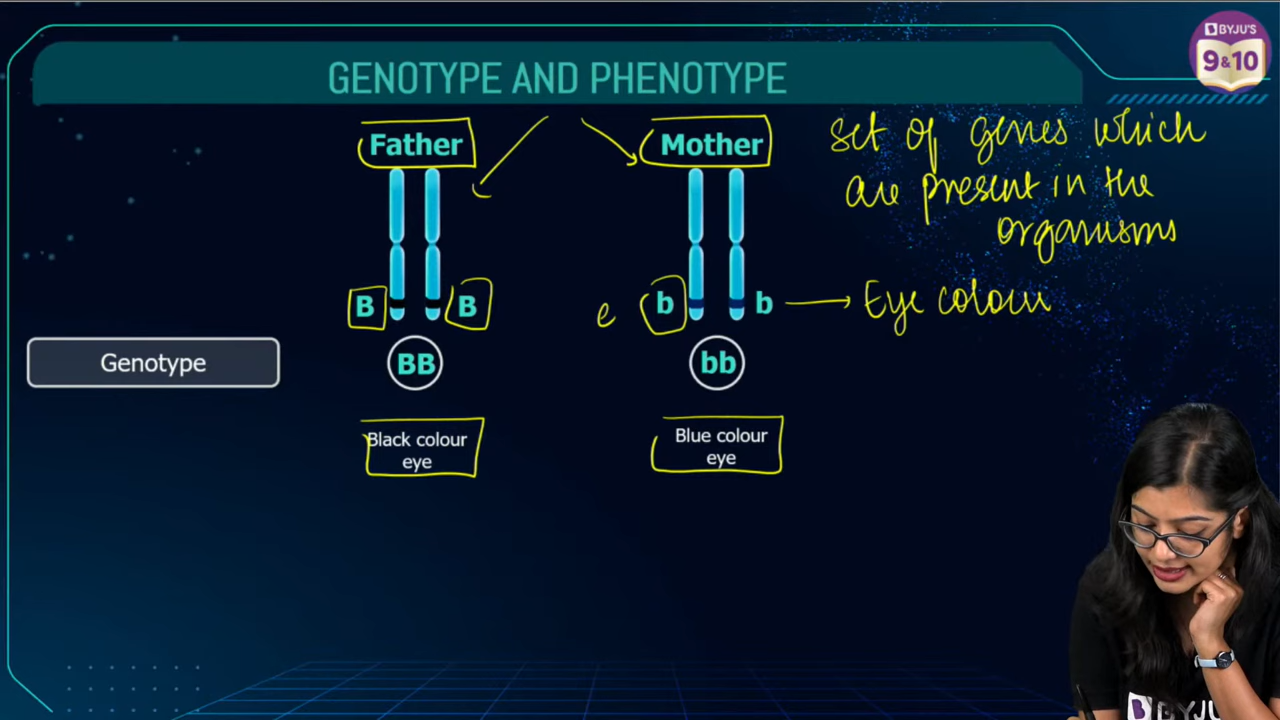 BYJU'S
9&10
GENOTYPE AND PHENOTYPE
Father
Mother
set of genes which
are present in the
organisms
B
B
e
b
b
Eye colour
Genotype
BB
bb
Black colour
eye
Blue colour
eye